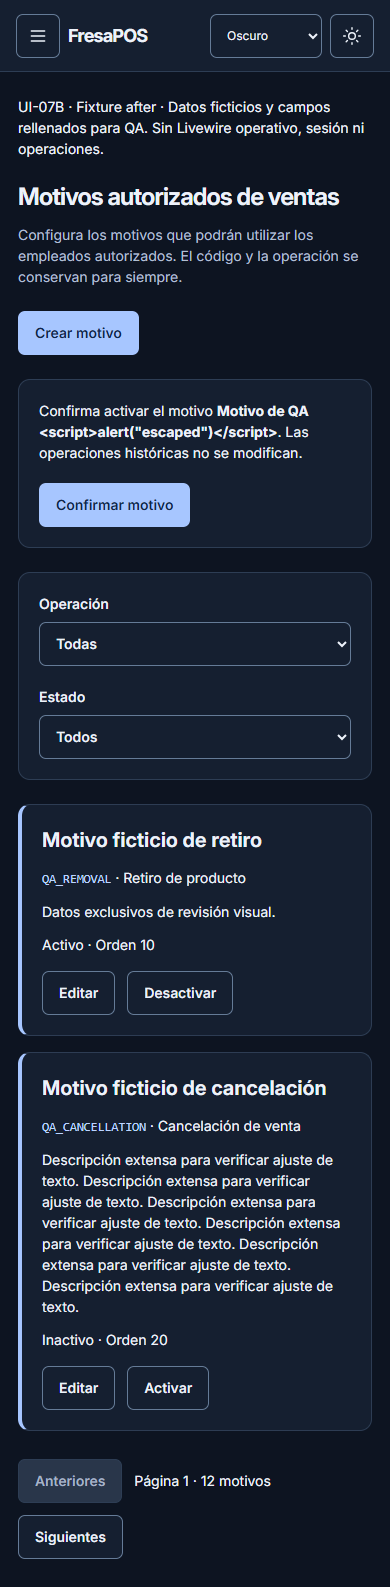 FresaPOS
Oscuro
UI-07B · Fixture after · Datos ficticios y campos
rellenados para QA. Sin Livewire operativo, sesión ni
operaciones.
Motivos autorizados de ventas
Configura los motivos que podrán utilizar los
empleados autorizados. El código y la operación se
conservan para siempre.
Crear motivo
Confirma activar el motivo Motivo de QA
<script>alert("escaped")</script>. Las
operaciones históricas no se modifican.
Confirmar motivo
Operación
Todas
Estado
Todos
Motivo ficticio de retiro
QA_REMOVAL · Retiro de producto
Datos exclusivos de revisión visual.
Activo · Orden 10
Editar
Desactivar
Motivo ficticio de cancelación
QA_CANCELLATION · Cancelación de venta
Descripción extensa para verificar ajuste de
texto. Descripción extensa para verificar
ajuste de texto. Descripción extensa para
verificar ajuste de texto. Descripción extensa
para verificar ajuste de texto. Descripción
extensa para verificar ajuste de texto.
Descripción extensa para verificar ajuste de
texto.
Inactivo · Orden 20
Editar
Activar
Anteriores
Página 1 · 12 motivos
Siguientes